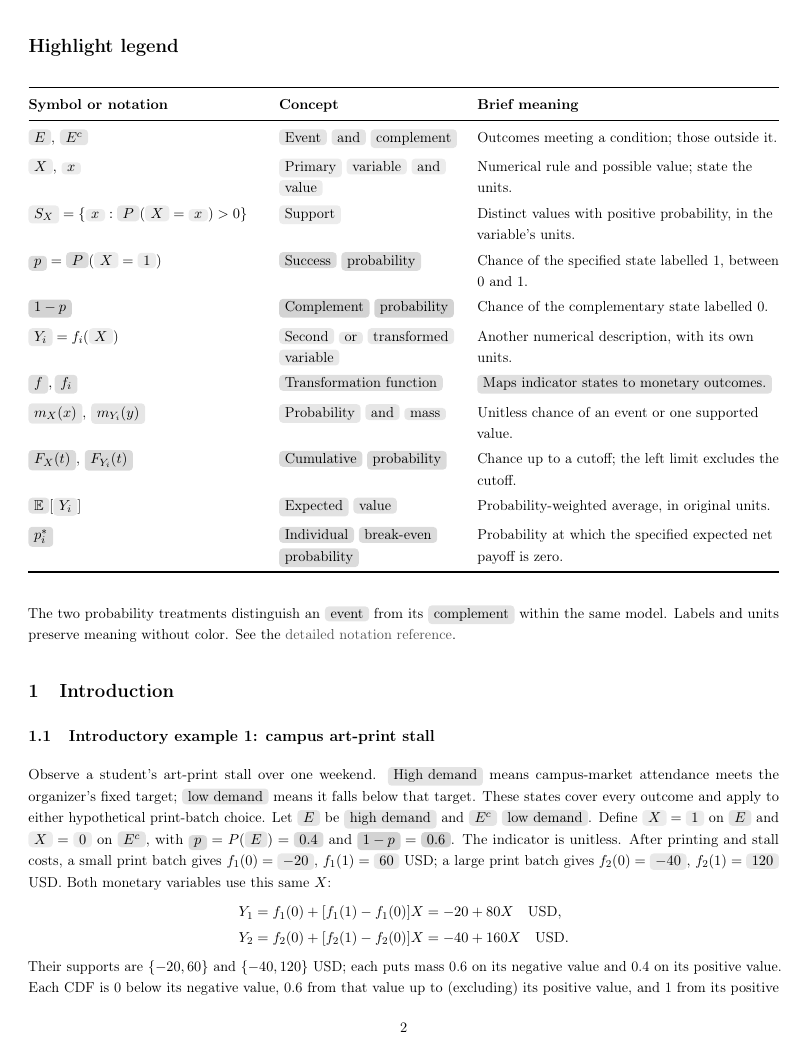 Highlight legend
Symbol or notation Concept Brief meaning
E , Eᶜ Event and complement Outcomes meeting a condition; those outside it.
X , x Primary variable and Numerical rule and possible value; state the
value units.
S_X = { x : P ( X = x ) > 0} Support Distinct values with positive probability, in the
variable's units.
p = P ( X = 1 ) Success probability Chance of the specified state labelled 1, between
0 and 1.
1 − p Complement probability Chance of the complementary state labelled 0.
Y_i = f_i( X ) Second or transformed Another numerical description, with its own
variable units.
f , f_i Transformation function Maps indicator states to monetary outcomes.
m_X(x) , m_{Y_i}(y) Probability and mass Unitless chance of an event or one supported
value.
F_X(t) , F_{Y_i}(t) Cumulative probability Chance up to a cutoff; the left limit excludes the
cutoff.
𝔼 [ Y_i ] Expected value Probability-weighted average, in original units.
p_i^* Individual break-even Probability at which the specified expected net
probability payoff is zero.
The two probability treatments distinguish an event from its complement within the same model. Labels and units
preserve meaning without color. See the detailed notation reference.
1 Introduction
1.1 Introductory example 1: campus art-print stall
Observe a student's art-print stall over one weekend. High demand means campus-market attendance meets the
organizer's fixed target; low demand means it falls below that target. These states cover every outcome and apply to
either hypothetical print-batch choice. Let E be high demand and Eᶜ low demand . Define X = 1 on E and
X = 0 on Eᶜ , with p = P( E ) = 0.4 and 1 − p = 0.6 . The indicator is unitless. After printing and stall
costs, a small print batch gives f₁(0) = −20 , f₁(1) = 60 USD; a large print batch gives f₂(0) = −40 , f₂(1) = 120
USD. Both monetary variables use this same X:
Y₁ = f₁(0) + [f₁(1) − f₁(0)]X = −20 + 80X USD,
Y₂ = f₂(0) + [f₂(1) − f₂(0)]X = −40 + 160X USD.
Their supports are {−20, 60} and {−40, 120} USD; each puts mass 0.6 on its negative value and 0.4 on its positive value.
Each CDF is 0 below its negative value, 0.6 from that value up to (excluding) its positive value, and 1 from its positive
2